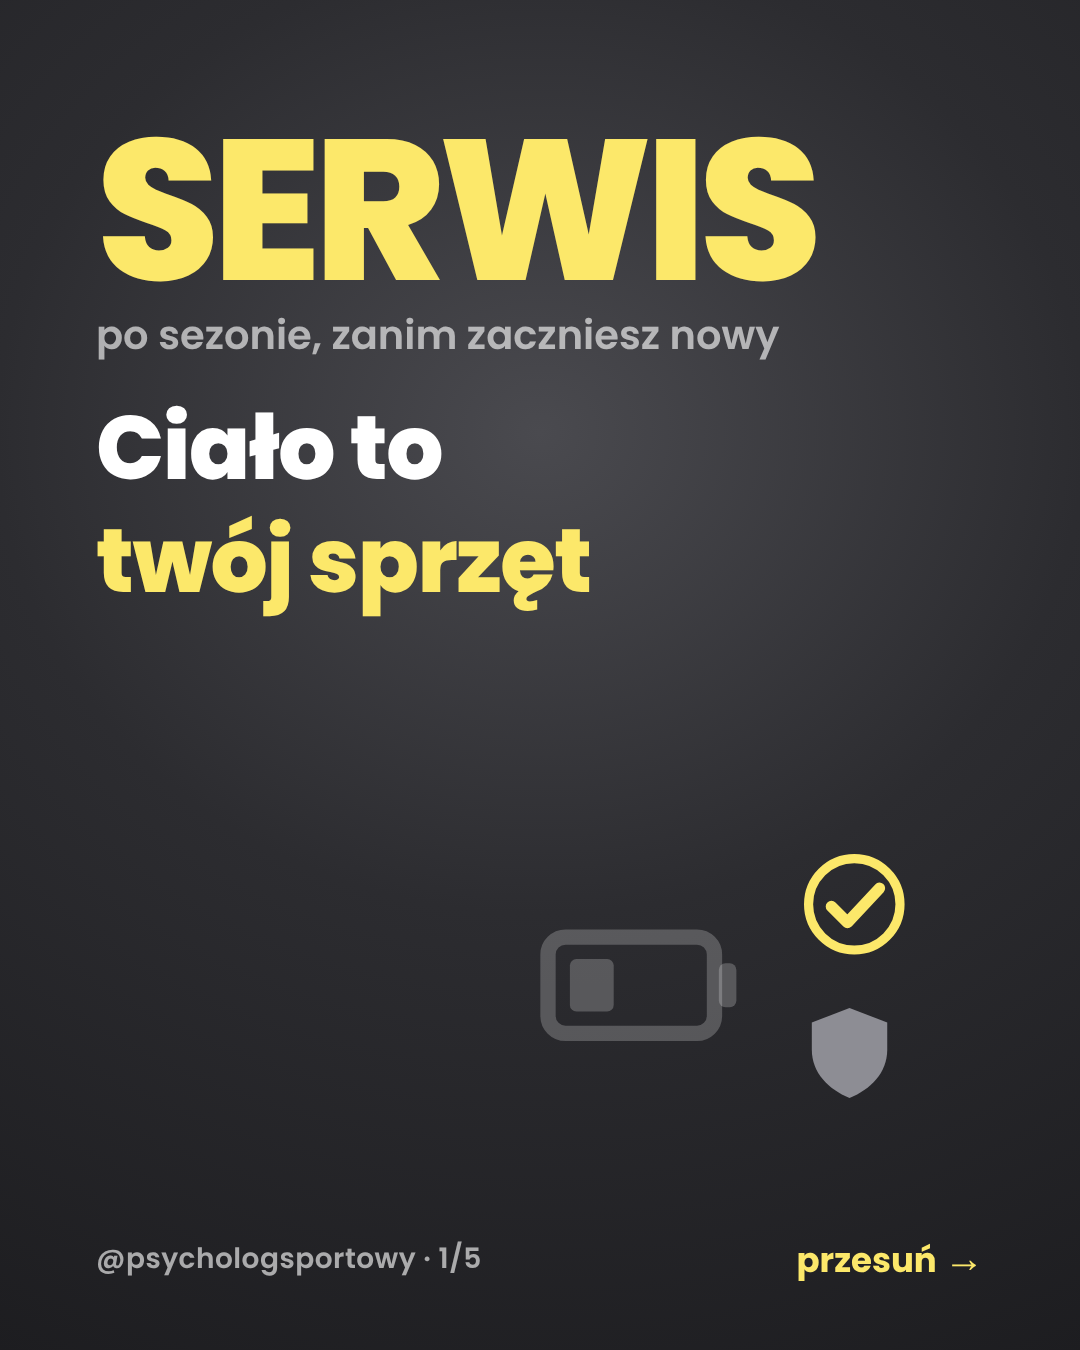 SERWIS
po sezonie, zanim zaczniesz nowy
Ciało to
twój sprzęt
@psychologsportowy · 1/5
przesuń →